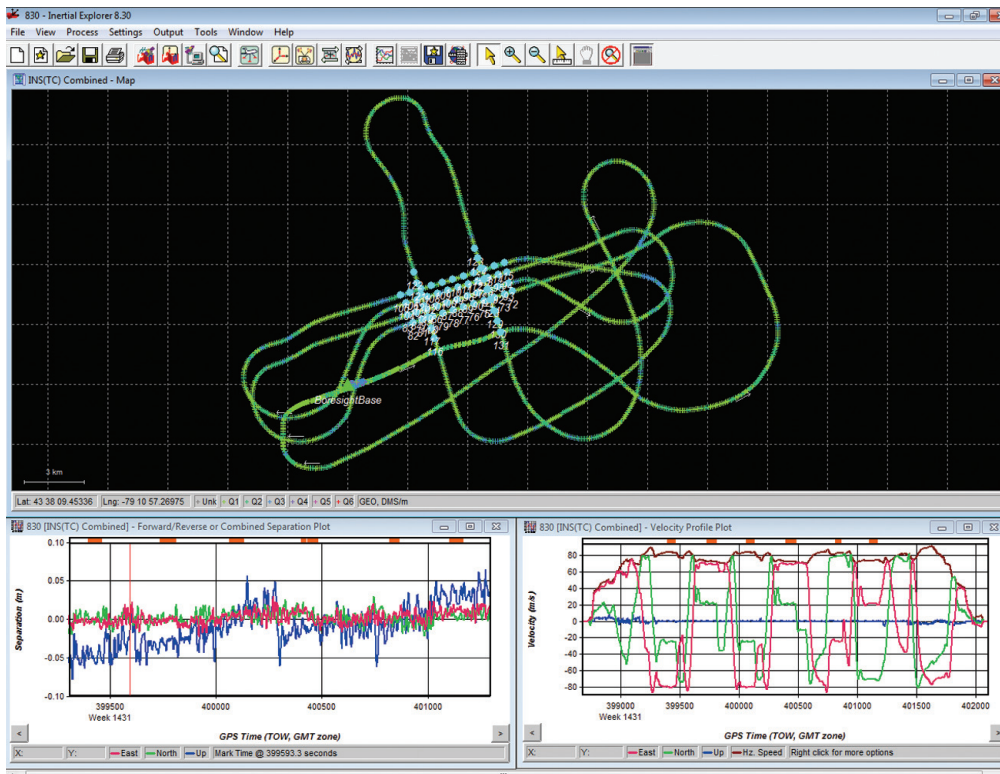 830 - Inertial Explorer 8.30
File View Process Settings Output Tools Window Help
INS(TC) Combined - Map
BoresightBase
116
131
3 km
Lat: 43 38 09.45336 Lng: -79 10 57.26975 Unk Q1 Q2 Q3 Q4 Q5 Q6 GEO, DMS/m
830 [INS(TC) Combined] - Forward/Reverse or Combined Separation Plot
0.10
0.05
0.00
-0.05
-0.10
Separation (m)
399500 400000 400500 401000
Week 1431
GPS Time (TOW, GMT zone)
X: Y: East North Up Mark Time @ 399593.3 seconds
830 [INS(TC) Combined] - Velocity Profile Plot
80
60
40
20
0
-20
-40
-60
-80
Velocity (m/s)
399000 399500 400000 400500 401000 401500 402000
Week 1431
GPS Time (TOW, GMT zone)
X: Y: East North Up Hz. Speed Right click for more options